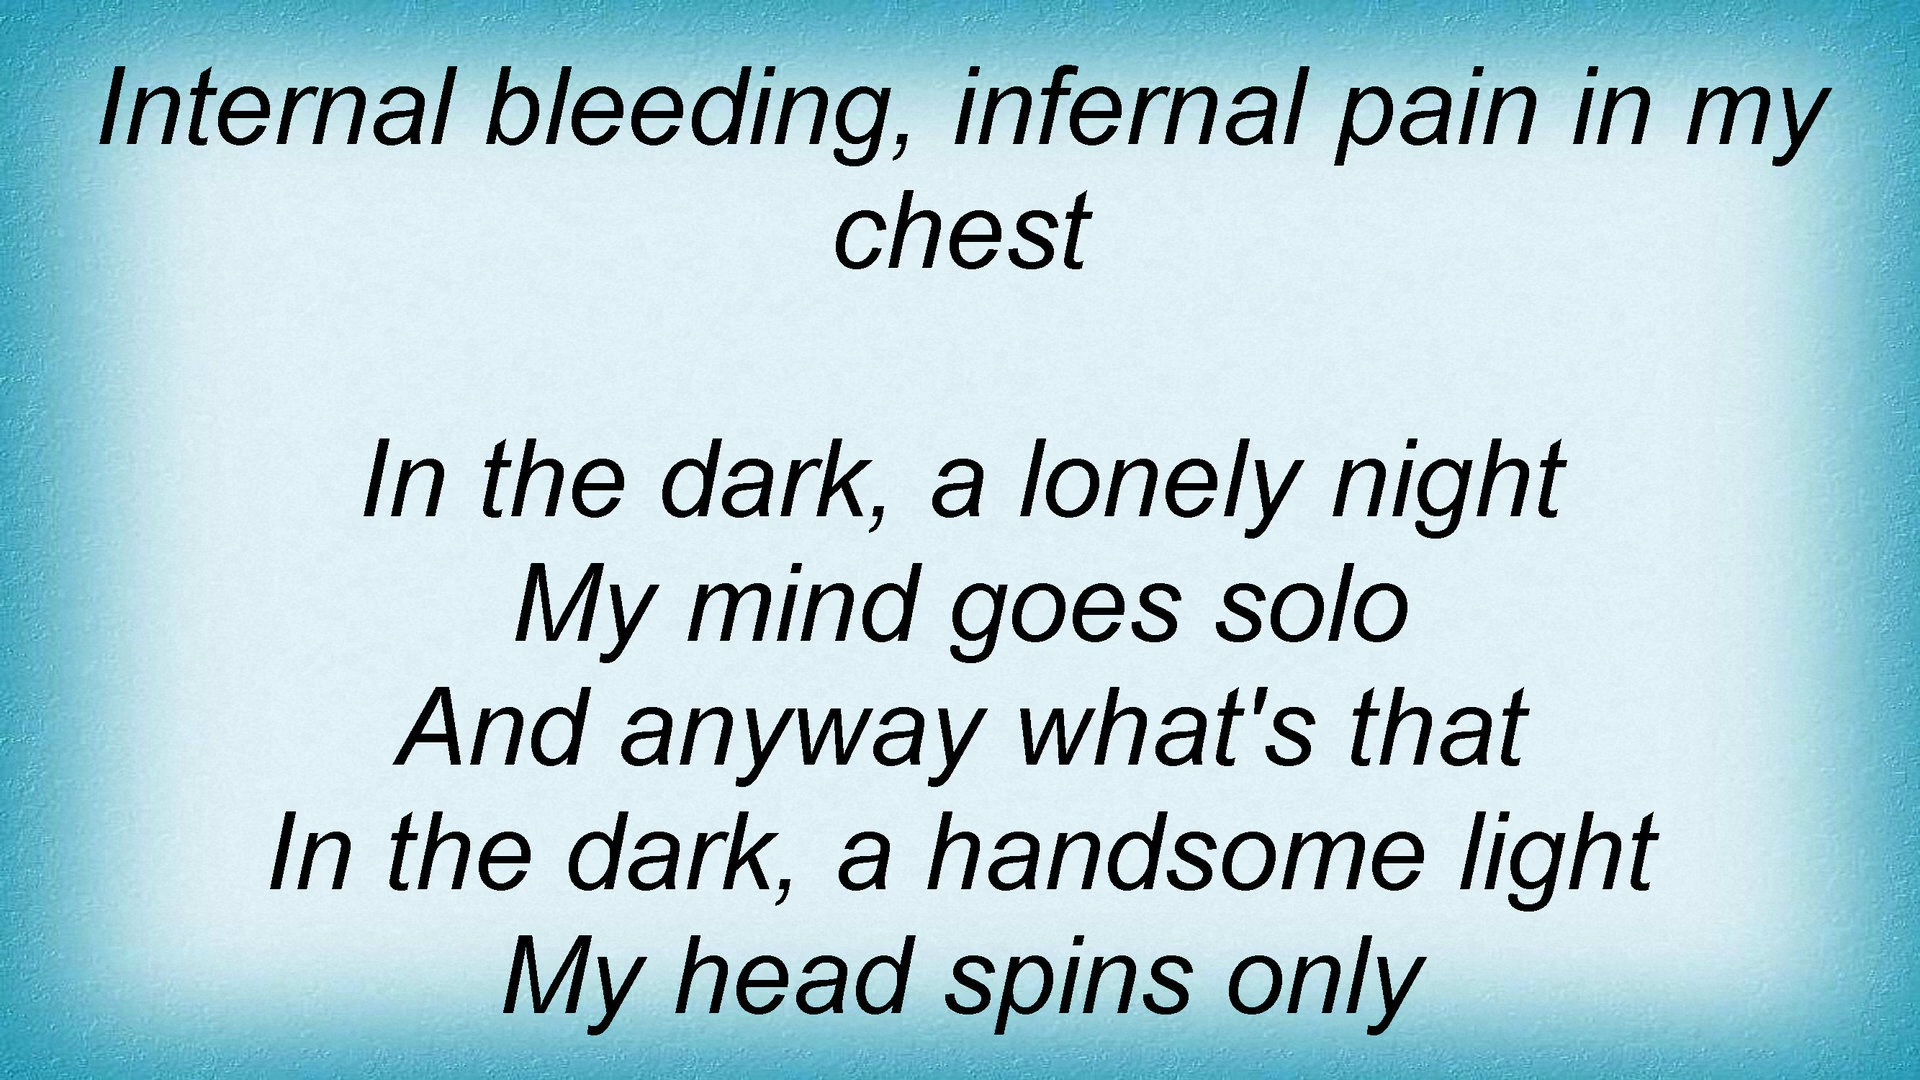 Internal bleeding, infernal pain in my
chest
In the dark, a lonely night
My mind goes solo
And anyway what's that
In the dark, a handsome light
My head spins only